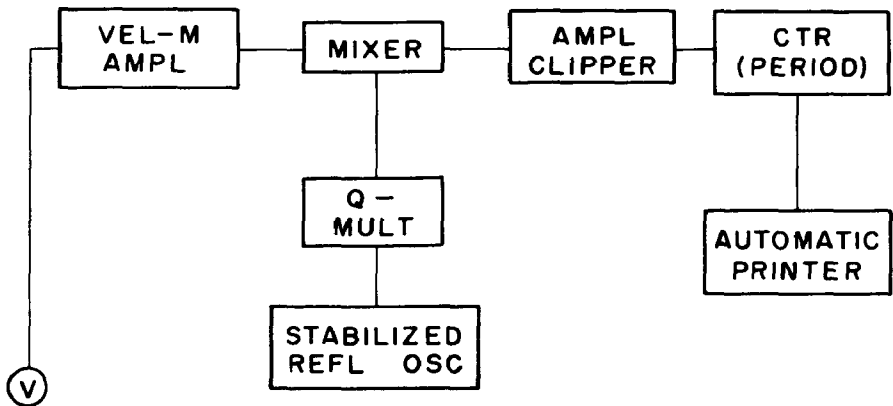 VEL-M
AMPL
MIXER
AMPL
CLIPPER
CTR
(PERIOD)
Q-
MULT
AUTOMATIC
PRINTER
STABILIZED
REFL OSC
V